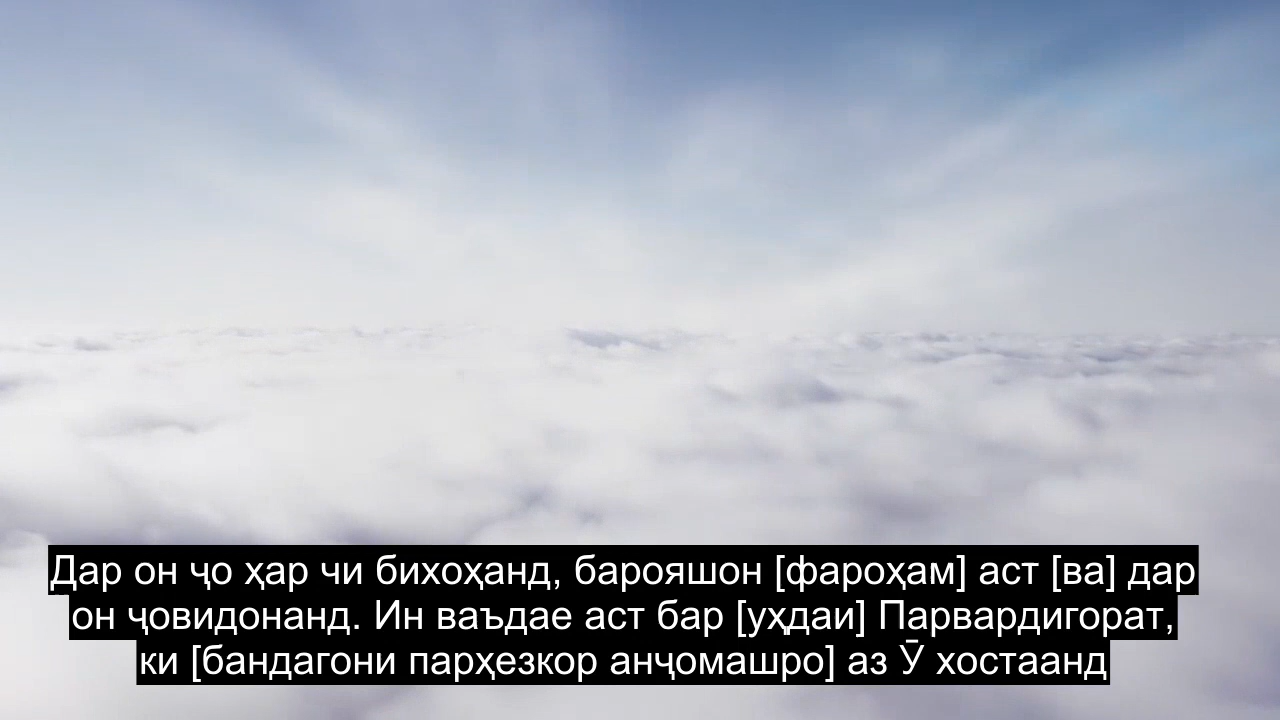 Дар он ҷо ҳар чи бихоҳанд, барояшон [фароҳам] аст [ва] дар
он ҷовидонанд. Ин ваъдае аст бар [уҳдаи] Парвардигорат,
ки [бандагони парҳезкор анҷомашро] аз Ӯ хостаанд